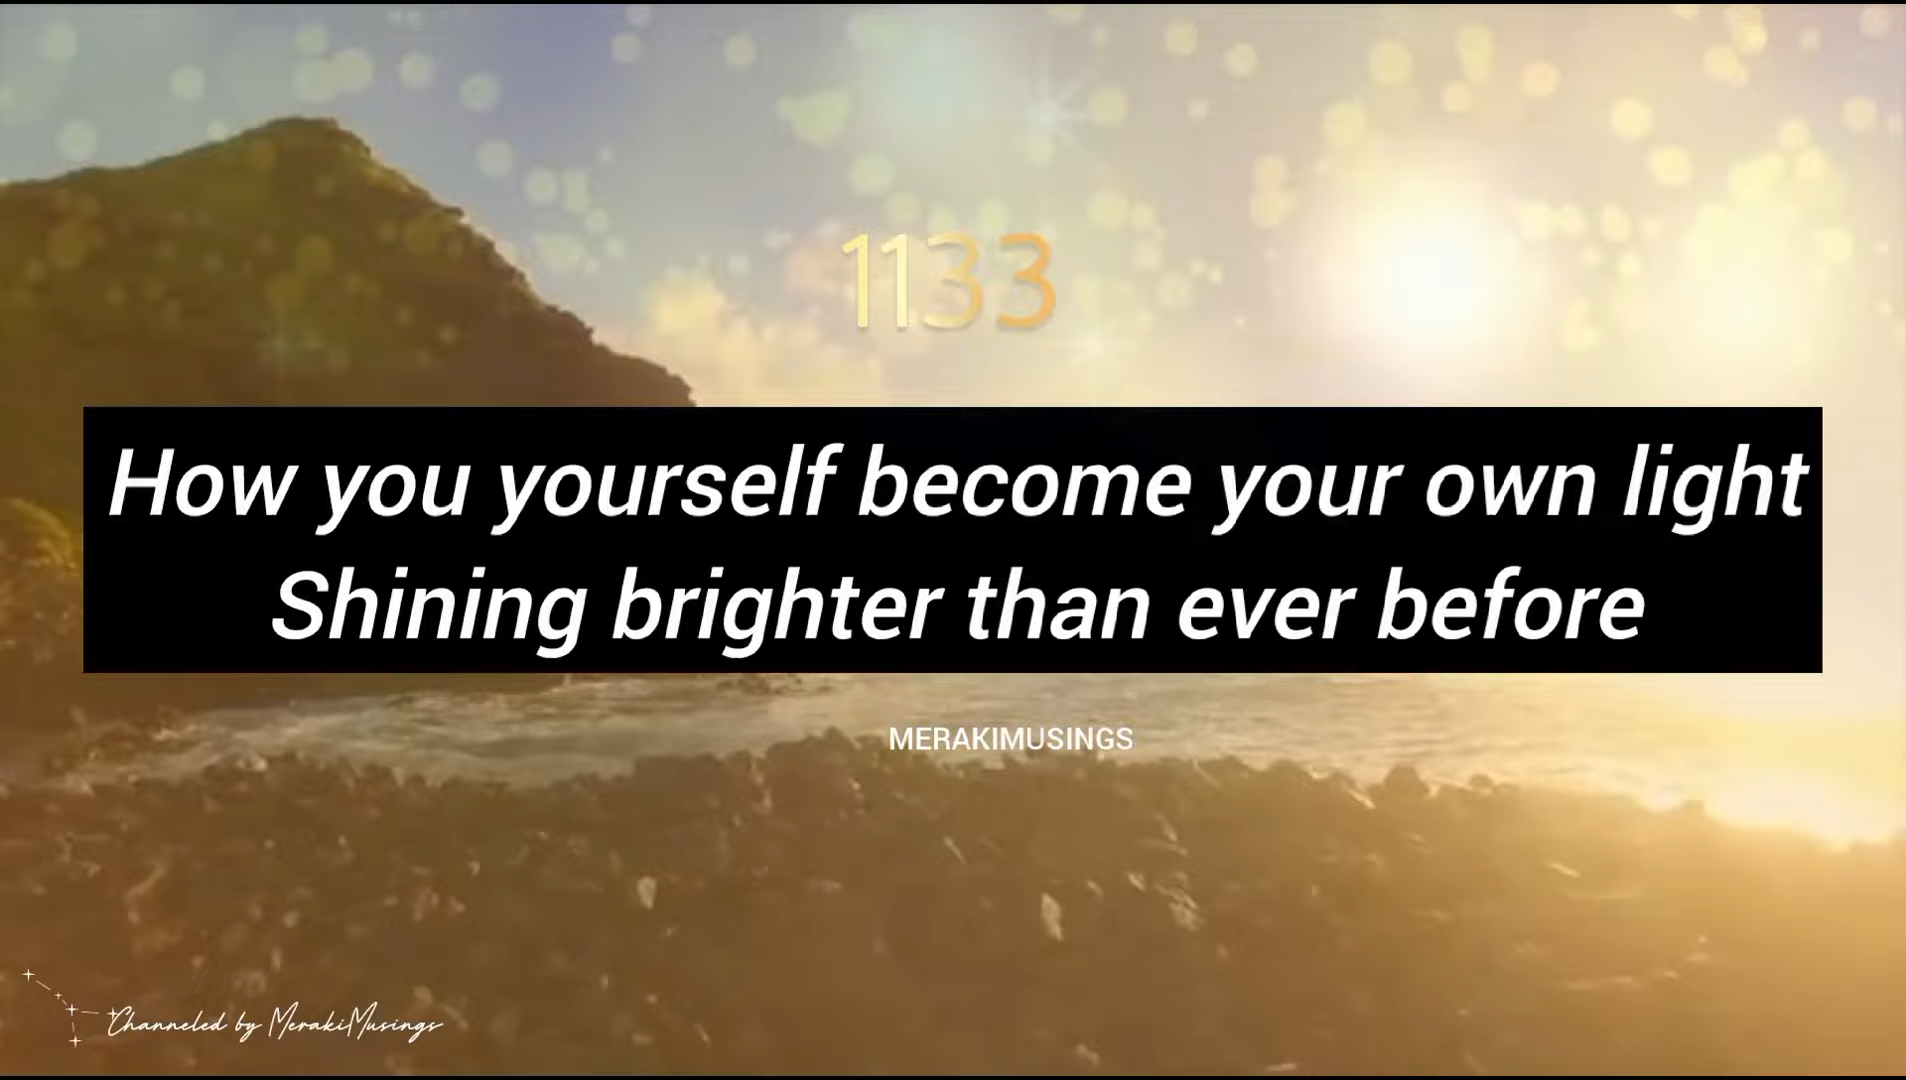 1133
How you yourself become your own light
Shining brighter than ever before
MERAKIMUSINGS
Channeled by MerakiMusings